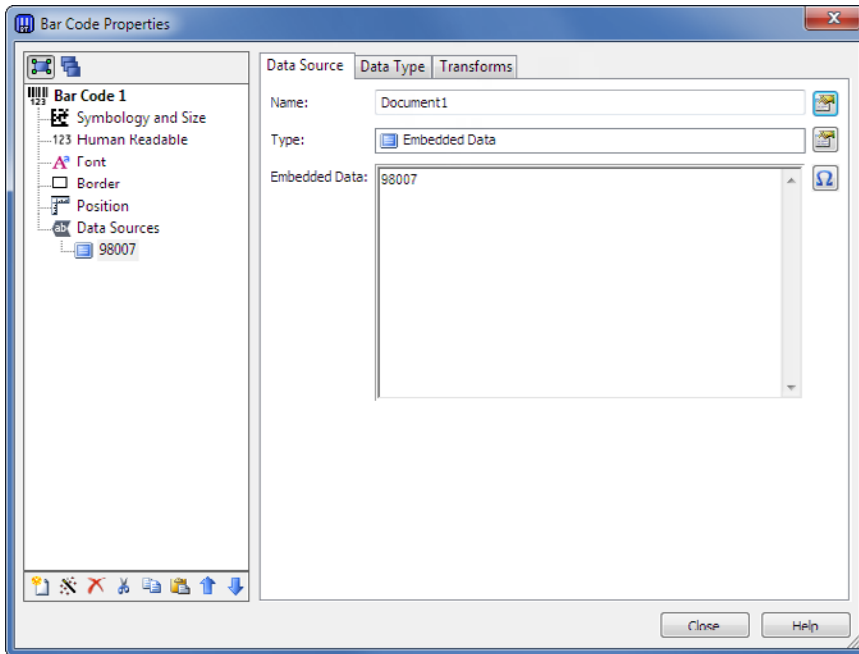 Bar Code Properties
Bar Code 1
Symbology and Size
123 Human Readable
Font
Border
Position
Data Sources
98007
Data Source
Data Type
Transforms
Name:
Document1
Type:
Embedded Data
Embedded Data:
98007
Close
Help